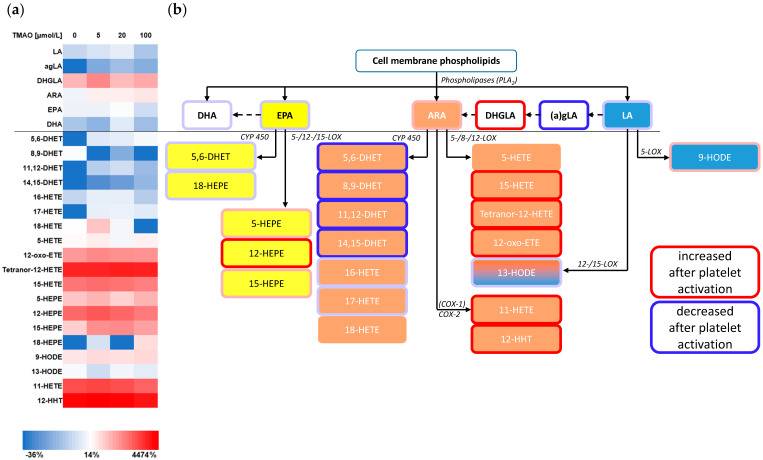 (a)
TMAO [µmol/L]
0 5 20 100
LA
agLA
DHGLA
ARA
EPA
DHA
5,6-DHET
8,9-DHET
11,12-DHET
14,15-DHET
16-HETE
17-HETE
18-HETE
5-HETE
12-oxo-ETE
Tetranor-12-HETE
15-HETE
5-HEPE
12-HEPE
15-HEPE
18-HEPE
9-HODE
13-HODE
11-HETE
12-HHT
-36% 14% 4474%
(b)
Cell membrane phospholipids
Phospholipases (PLA2)
DHA EPA ARA DHGLA (a)gLA LA
CYP 450 5-/12-/15-LOX CYP 450 5-/8-/12-LOX 5-LOX
5,6-DHET
18-HEPE
5-HEPE
12-HEPE
15-HEPE
5,6-DHET
8,9-DHET
11,12-DHET
14,15-DHET
16-HETE
17-HETE
18-HETE
5-HETE
15-HETE
Tetranor-12-HETE
12-oxo-ETE
13-HODE
12-/15-LOX
(COX-1)
COX-2
11-HETE
12-HHT
9-HODE
increased
after platelet
activation
decreased
after platelet
activation